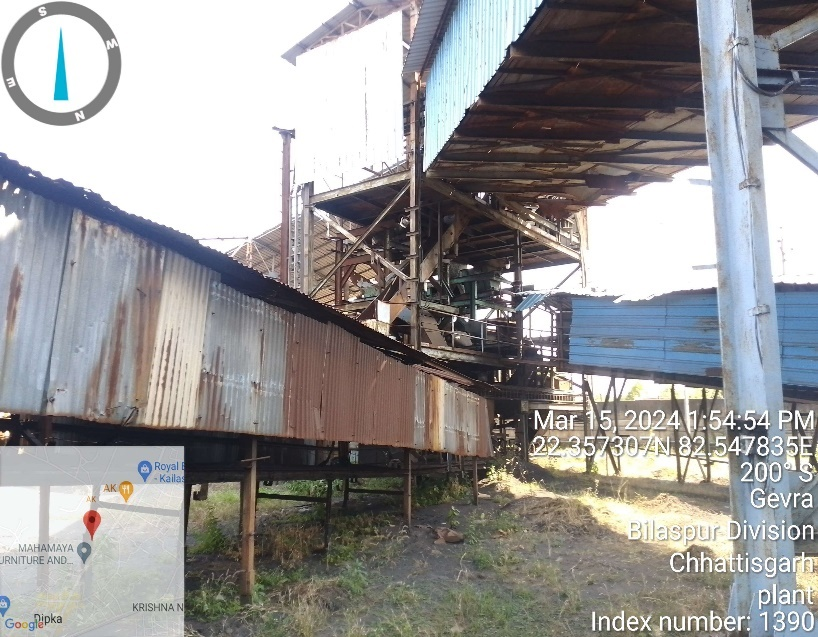 S
W
E
N
Mar 15, 2024 1:54:54 PM
22.357307N 82.547835E
200° S
Gevra
Bilaspur Division
Chhattisgarh
plant
Index number: 1390
Royal
- Kailas
AK
AK
MAHAMAYA
URNITURE AND...
KRISHNA N
Dipka
Google